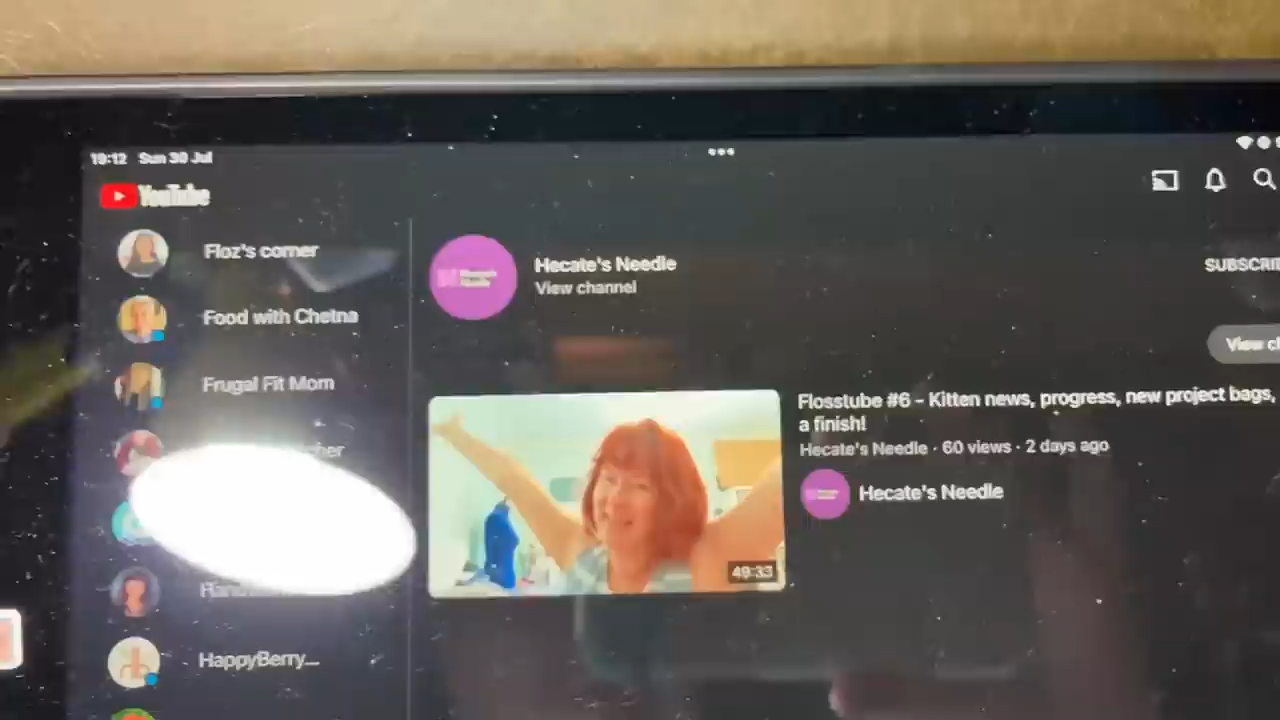 19:12 Sun 30 Jul
YouTube
Floz's corner
Food with Chetna
Frugal Fit Mom
HappyBerry...
Hecate's Needle
View channel
SUBSCRI
View ch
Flosstube #6 - Kitten news, progress, new project bags,
a finish!
Hecate's Needle · 60 views · 2 days ago
Hecate's Needle
49:33